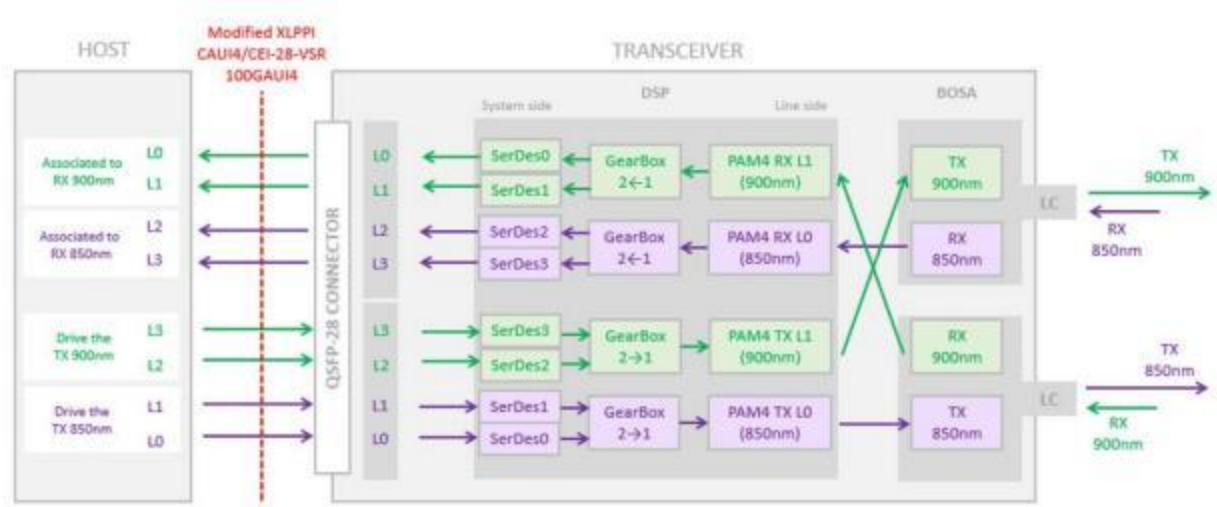 Modified XLPPI
CAUI4/CEI-28-VSR
100GAUI4
HOST
TRANSCEIVER
DSP
BOSA
System side
Line side
Associated to
RX 900nm
L0
L1
L0
L1
SerDes0
SerDes1
GearBox
2←1
PAM4 RX L1
(900nm)
TX
900nm
LC
TX
900nm
RX
850nm
Associated to
RX 850nm
L2
L3
L2
L3
SerDes2
SerDes3
GearBox
2←1
PAM4 RX L0
(850nm)
RX
850nm
QSFP-28 CONNECTOR
Drive the
TX 900nm
L3
L2
L3
L2
SerDes3
SerDes2
GearBox
2→1
PAM4 TX L1
(900nm)
RX
900nm
LC
TX
850nm
RX
900nm
Drive the
TX 850nm
L1
L0
L1
L0
SerDes1
SerDes0
GearBox
2→1
PAM4 TX L0
(850nm)
TX
850nm